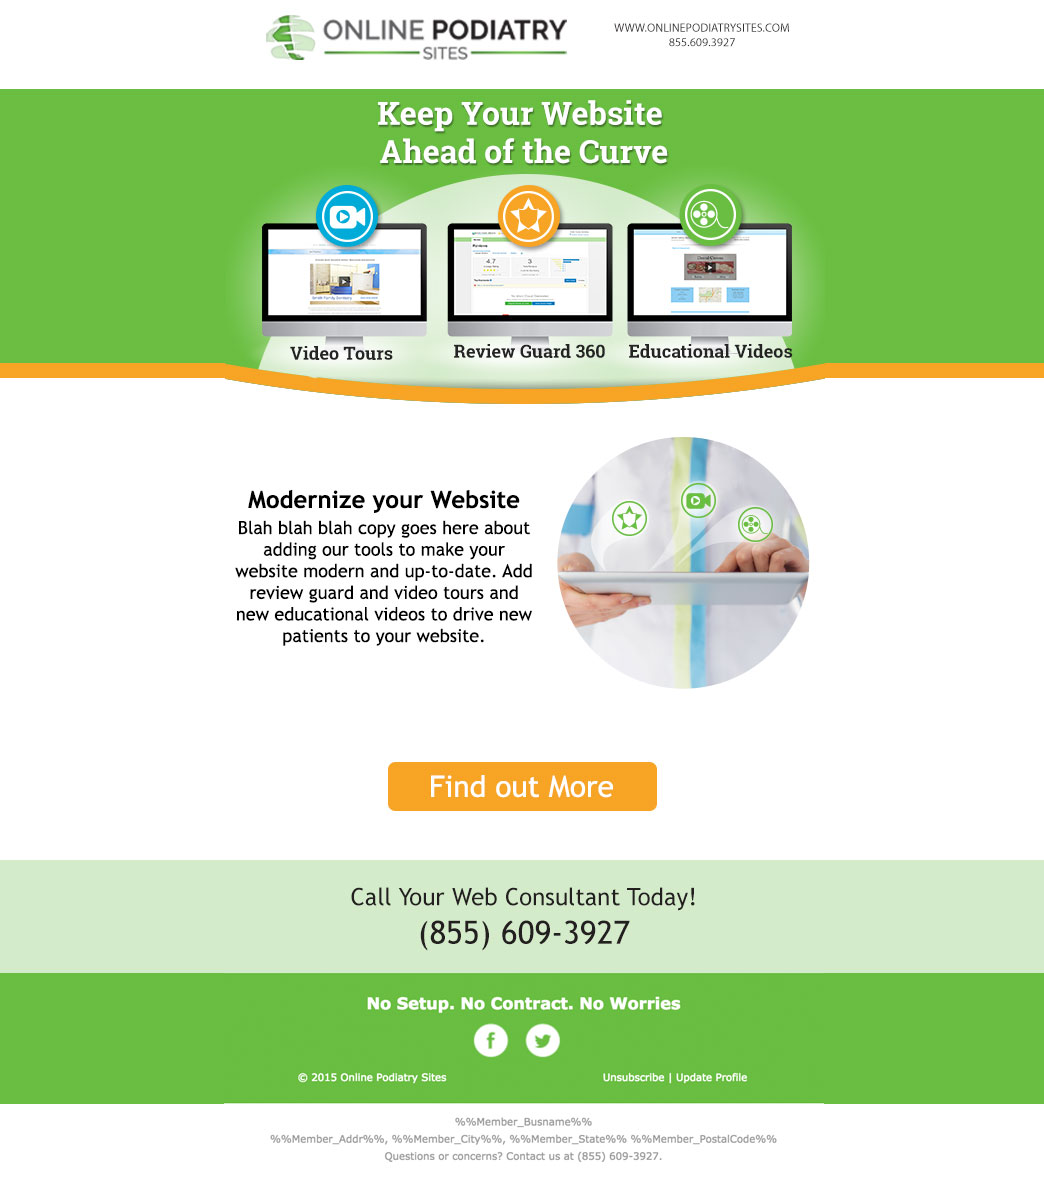 ONLINE PODIATRY
SITES
WWW.ONLINEPODIATRYSITES.COM
855.609.3927
Keep Your Website
Ahead of the Curve
4.7
3
Video Tours
Review Guard 360
Educational Videos
Modernize your Website
Blah blah blah copy goes here about
adding our tools to make your
website modern and up-to-date. Add
review guard and video tours and
new educational videos to drive new
patients to your website.
Find out More
Call Your Web Consultant Today!
(855) 609-3927
No Setup. No Contract. No Worries
© 2015 Online Podiatry Sites
Unsubscribe | Update Profile
%%Member_Busname%%
%%Member_Addr%%, %%Member_City%%, %%Member_State%% %%Member_PostalCode%%
Questions or concerns? Contact us at (855) 609-3927.